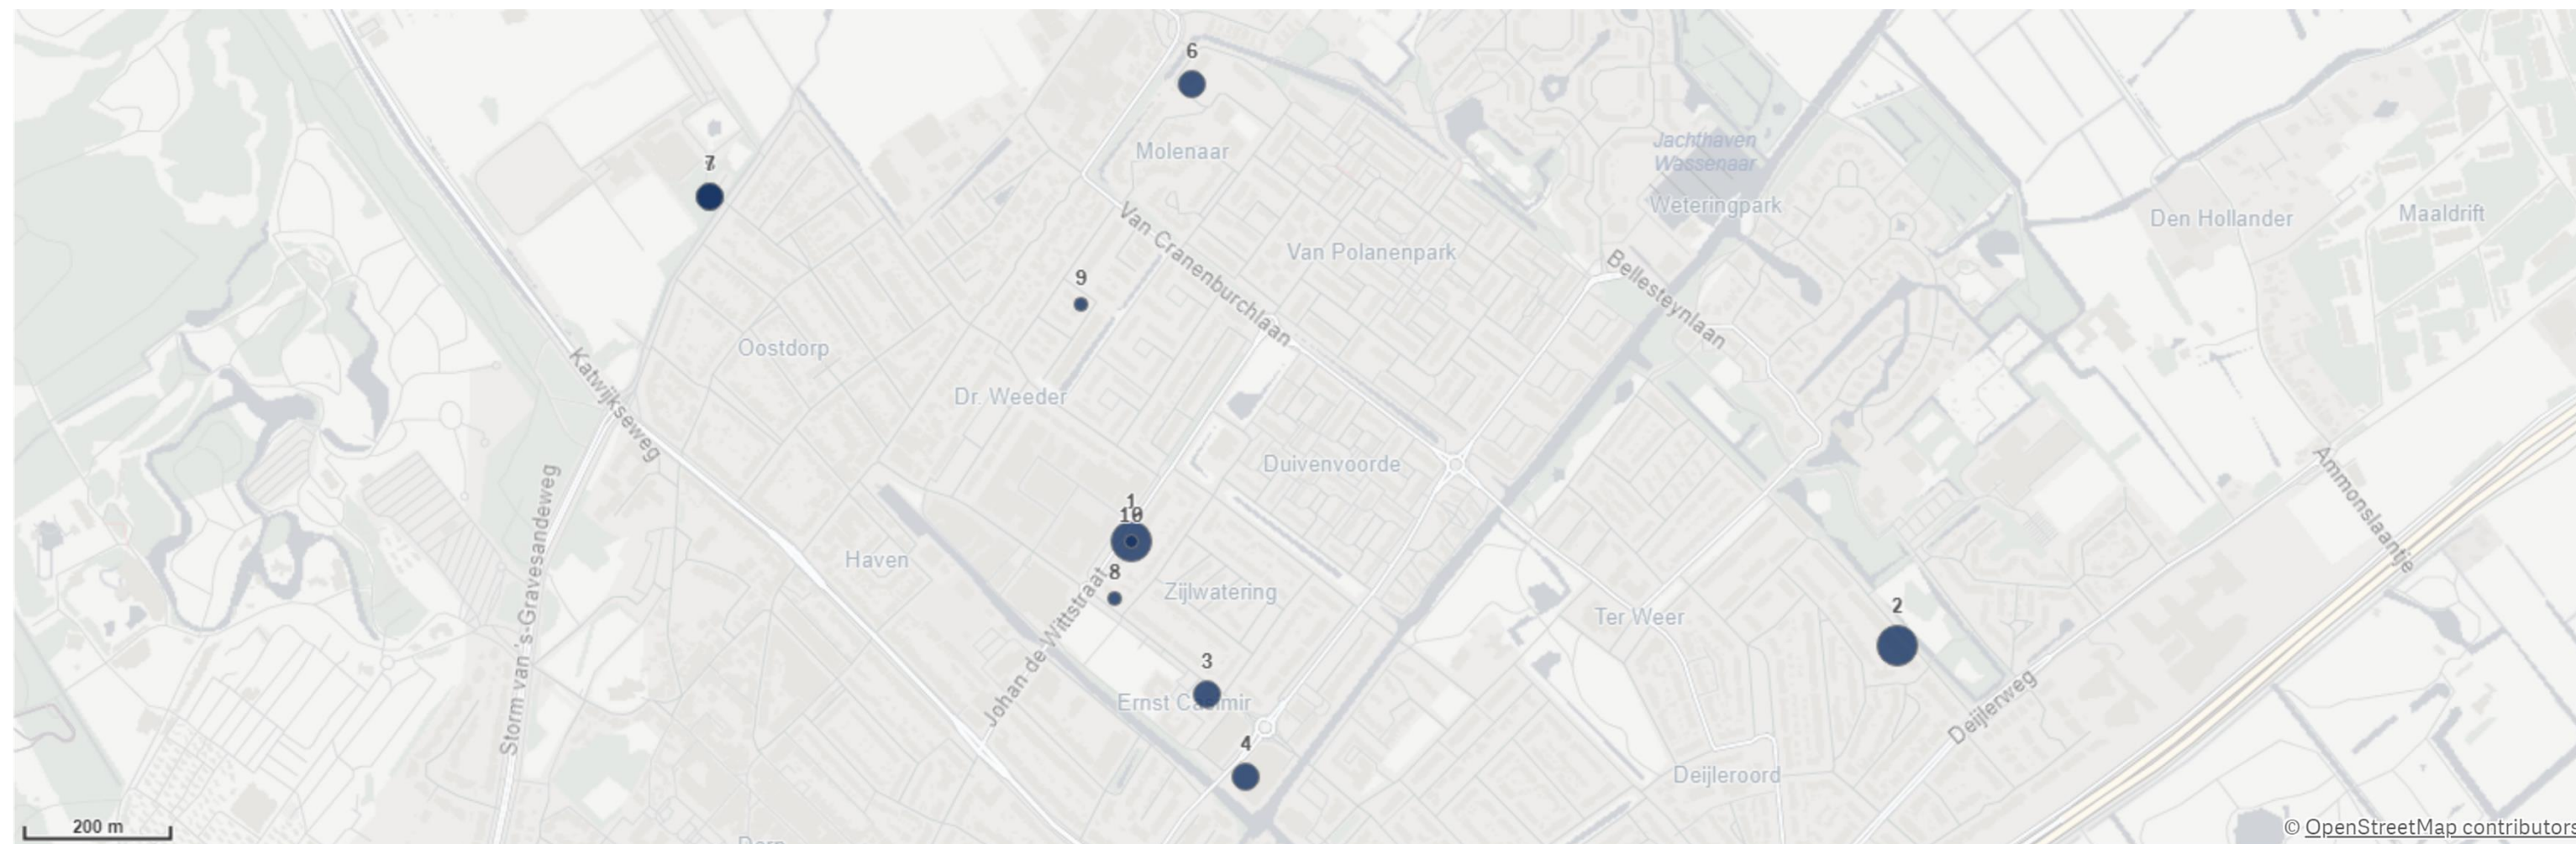 6
Jachthaven
Wassenaar
Molenaar
7
Weteringpark
Den Hollander
Maaldrift
Van Cranenburchlaan
Van Polanenpark
Bellesteynlaan
9
Oostdorp
Katwijkseweg
Dr. Weeder
Duivenvoorde
Storm van 's-Gravesandeweg
Ammonslaantje
1
10
Haven
8
Zijlwatering
Johan de Wittstraat
Ter Weer
2
3
Ernst Casimir
Deijlerweg
4
Deijleroord
200 m
© OpenStreetMap contributors